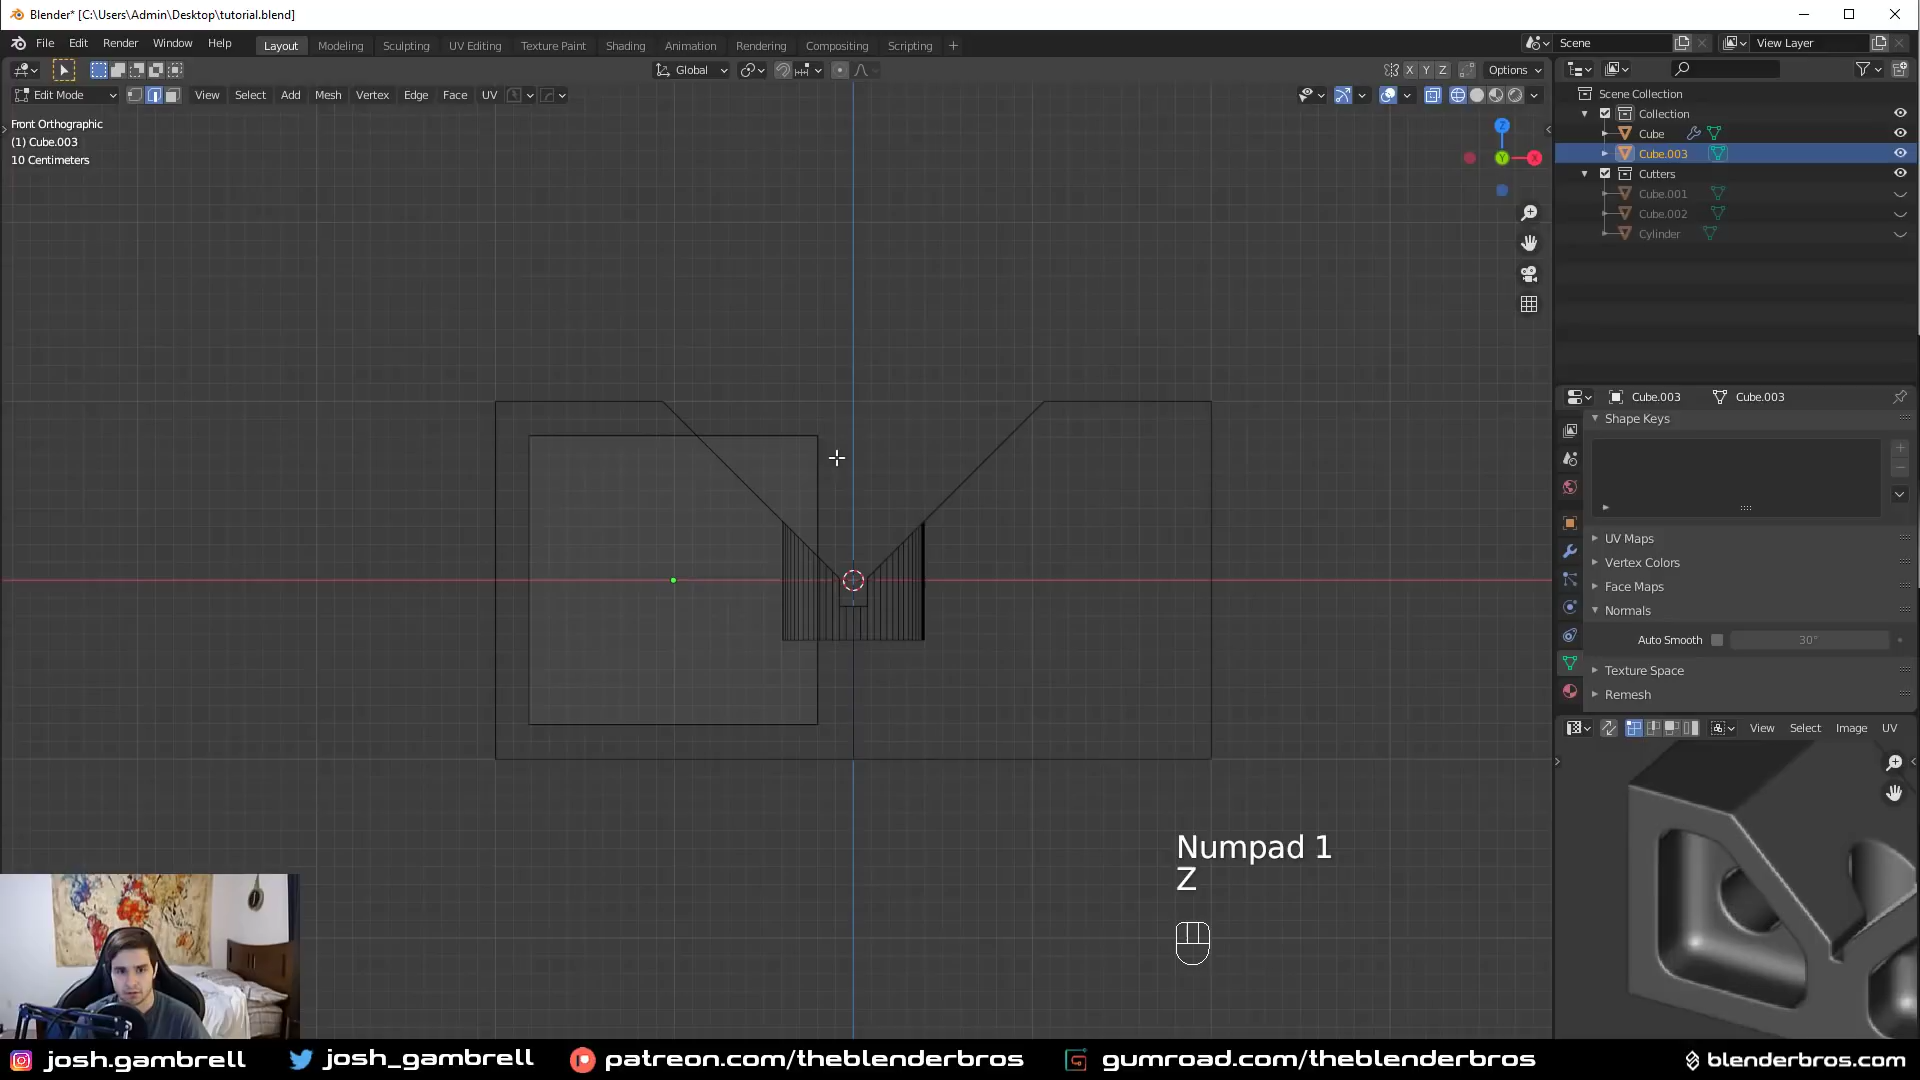 Blender* [C:\Users\Admin\Desktop\tutorial.blend]
File Edit Render Window Help Layout Modeling Sculpting UV Editing Texture Paint Shading Animation Rendering Compositing Scripting + Scene View Layer
Global X Y Z Options
Edit Mode View Select Add Mesh Vertex Edge Face UV
Front Orthographic
(1) Cube.003
10 Centimeters
Z
Scene Collection
Collection
Cube
Cube.003
Cutters
Cube.001
Cube.002
Cylinder
Cube.003 Cube.003
Shape Keys
UV Maps
Vertex Colors
Face Maps
Normals
Auto Smooth 30°
Texture Space
Remesh
View Select Image UV
Numpad 1
Z
josh.gambrell josh_gambrell patreon.com/theblenderbros gumroad.com/theblenderbros blenderbros.com